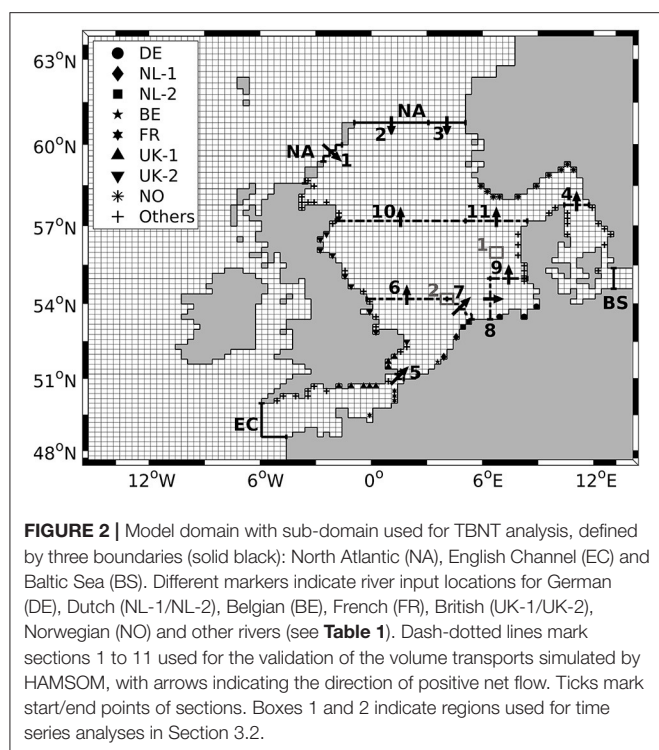 63°N
60°N
57°N
54°N
51°N
48°N
12°W
6°W
0°
6°E
12°E
DE
NL-1
NL-2
BE
FR
UK-1
UK-2
NO
Others
NA
2
3
NA
1
4
10
11
1
9
BS
6
2
7
8
5
EC
FIGURE 2 | Model domain with sub-domain used for TBNT analysis, defined
by three boundaries (solid black): North Atlantic (NA), English Channel (EC) and
Baltic Sea (BS). Different markers indicate river input locations for German
(DE), Dutch (NL-1/NL-2), Belgian (BE), French (FR), British (UK-1/UK-2),
Norwegian (NO) and other rivers (see Table 1). Dash-dotted lines mark
sections 1 to 11 used for the validation of the volume transports simulated by
HAMSOM, with arrows indicating the direction of positive net flow. Ticks mark
start/end points of sections. Boxes 1 and 2 indicate regions used for time
series analyses in Section 3.2.